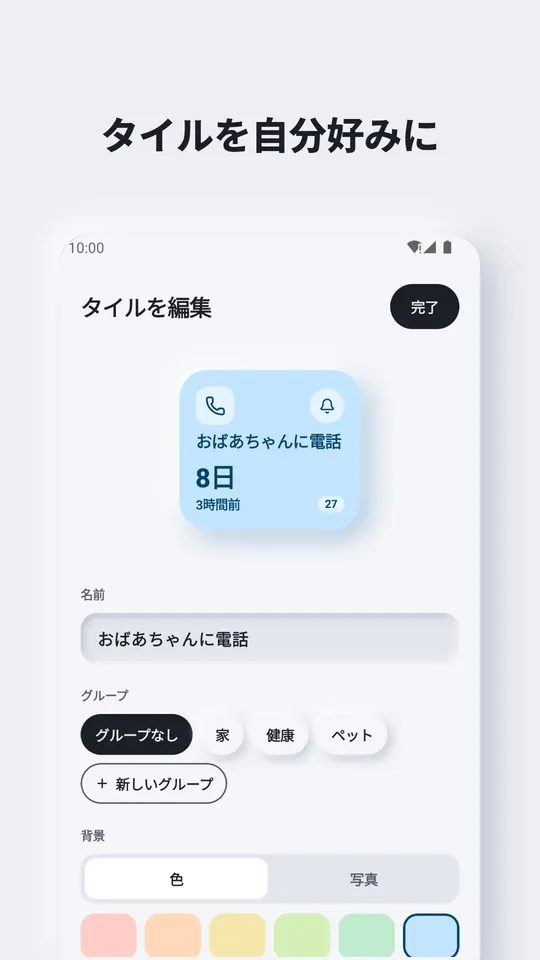 タイルを自分好みに
10:00
タイルを編集
完了
おばあちゃんに電話
8日
3時間前
27
名前
おばあちゃんに電話
グループ
グループなし
家
健康
ペット
+ 新しいグループ
背景
色
写真